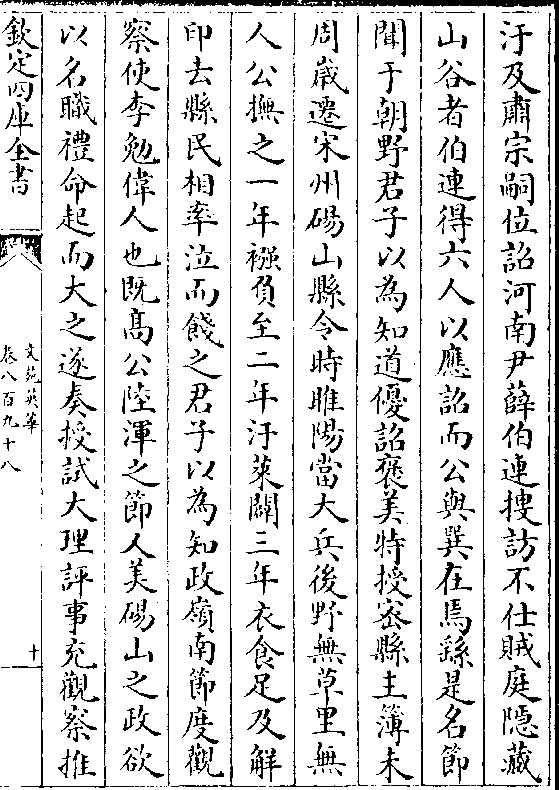 汙及肅宗嗣位詔河南尹薛伯連搜訪不仕賊庭隱藏
山谷者伯連得六人以應詔而公與巽在焉繇是名節
聞于朝野君子以為知道優詔褒美特授宻縣主簿未
周嵗遷宋州碭山縣令時睢陽當大兵後野無草里無
人公撫之一年襁負至二年汙萊闢三年衣食足及解
印去縣民相率泣而餞之君子以為知政嶺南節度觀
察使李勉偉人也既髙公陸渾之節人美碭山之政欲
以名職禮命起而大之遂奏授試大理評事充觀察推
欽定四庫全書
文苑英華
卷八百九十八
十